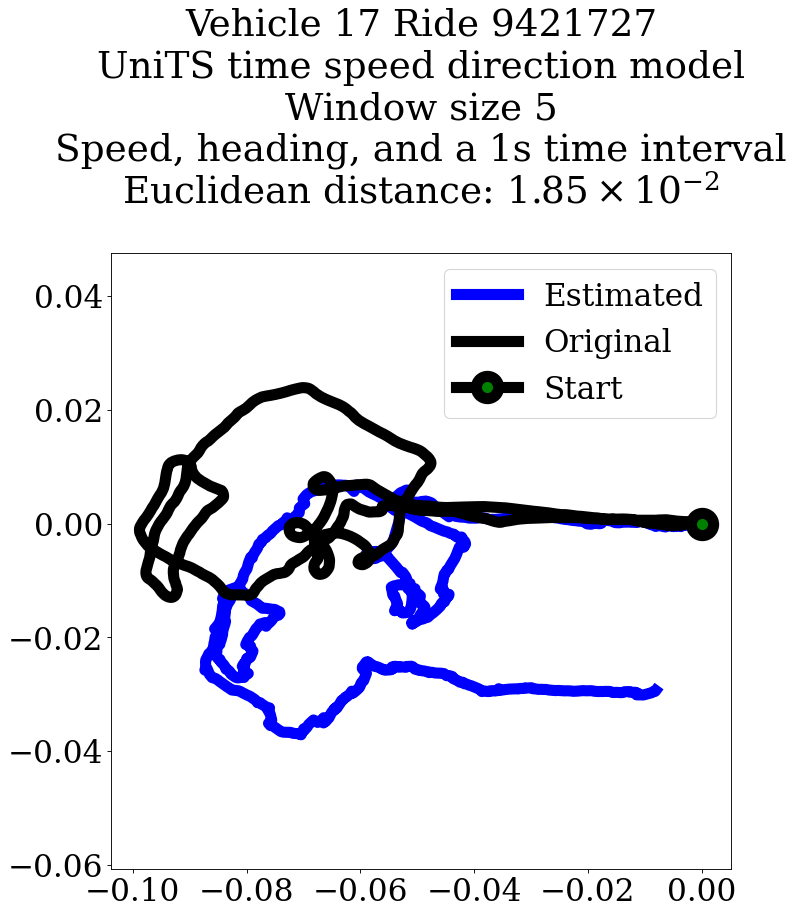 Vehicle 17 Ride 9421727
UniTS time speed direction model
Window size 5
Speed, heading, and a 1s time interval
Euclidean distance: 1.85 × 10⁻²
Estimated
Original
Start
0.04
0.02
0.00
−0.02
−0.04
−0.06
−0.10 −0.08 −0.06 −0.04 −0.02 0.00